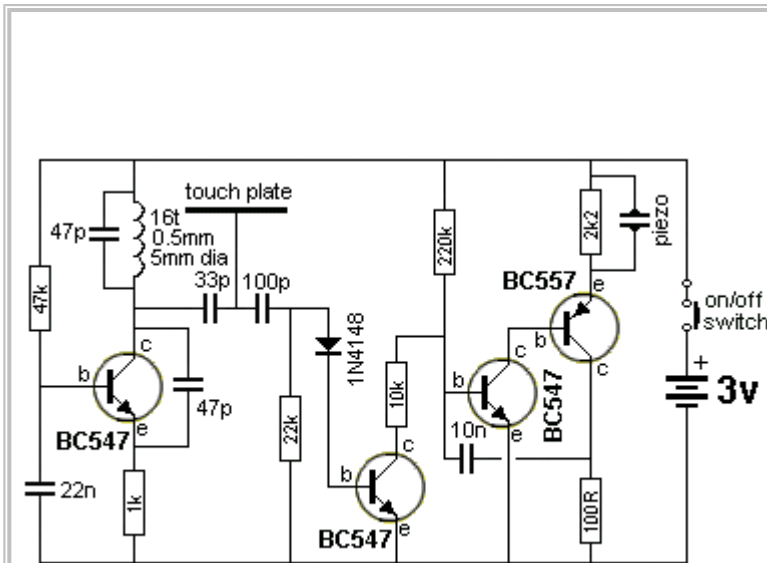 touch plate
47p
16t
0.5mm
5mm dia
33p
100p
47k
220k
2k2
piezo
BC557
e
b
c
on/off
switch
+
3v
1N4148
c
b
e
BC547
47p
22n
1k
22k
10k
c
b
e
BC547
10n
c
b
e
BC547
100R